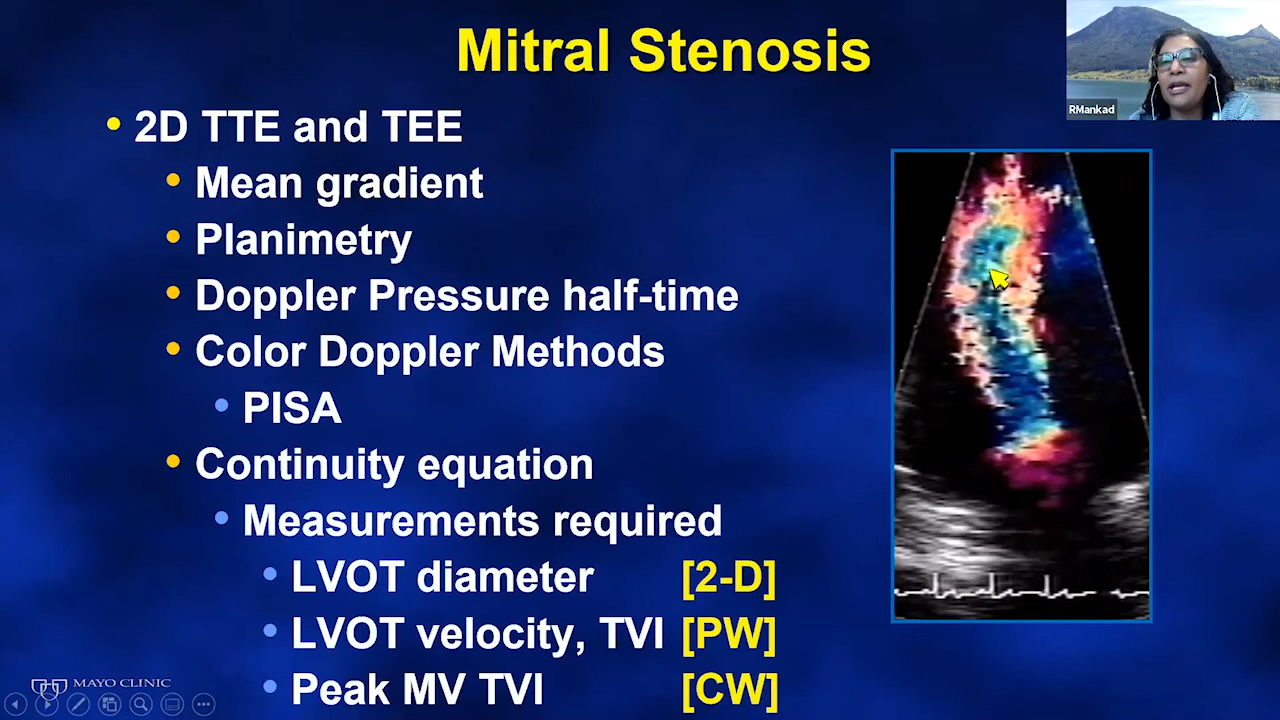 Mitral Stenosis
RMankad
• 2D TTE and TEE
• Mean gradient
• Planimetry
• Doppler Pressure half-time
• Color Doppler Methods
• PISA
• Continuity equation
• Measurements required
• LVOT diameter [2-D]
• LVOT velocity, TVI [PW]
• Peak MV TVI [CW]
MAYO CLINIC